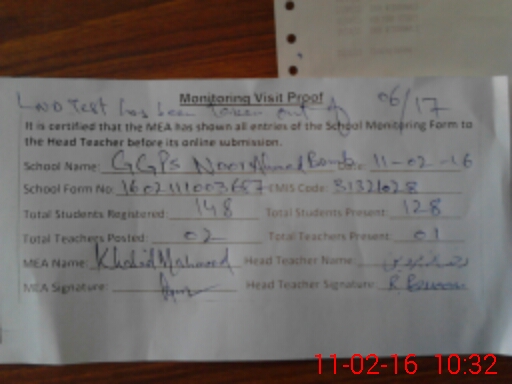 Monitoring Visit Proof
LND Test has been taken out of 06/17
It is certified that the MEA has shown all entries of the School Monitoring Form to
the Head Teacher before its online submission.
School Name: GGPS Noor Ahmad Date: 11-02-16
School Form No: 1602111003657 EMIS Code: 31321028
Total Students Registered: 148 Total Students Present: 128
Total Teachers Posted: 02 Total Teachers Present: 01
MEA Name: Khalid Mahmood Head Teacher Name:
MEA Signature: Head Teacher Signature:
11-02-16 10:32